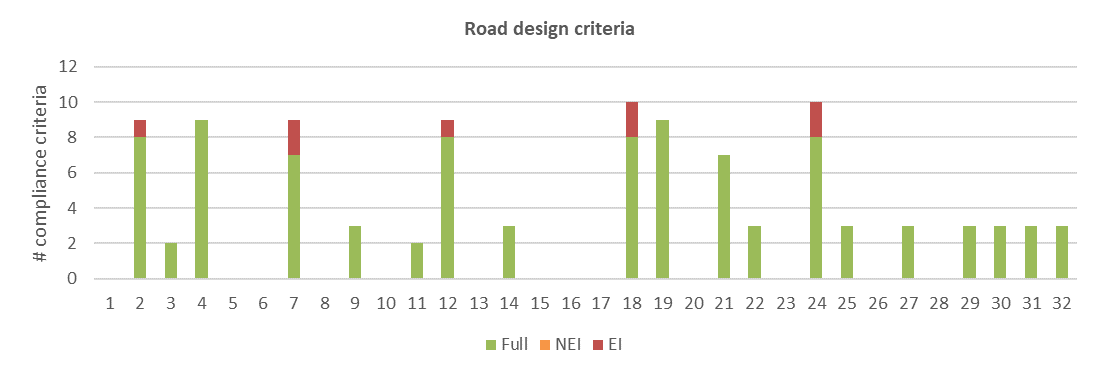 Road design criteria
12
10
8
6
4
2
0
# compliance criteria
1 2 3 4 5 6 7 8 9 10 11 12 13 14 15 16 17 18 19 20 21 22 23 24 25 26 27 28 29 30 31 32
Full NEI EI